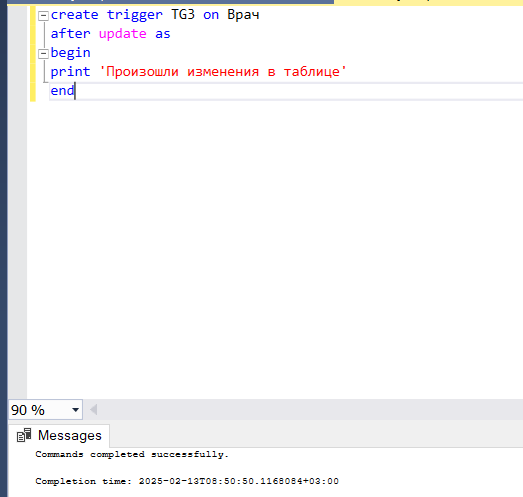 create trigger TG3 on Врач
after update as
begin
print 'Произошли изменения в таблице'
end
90 %
Messages
Commands completed successfully.
Completion time: 2025-02-13T08:50:50.1168084+03:00